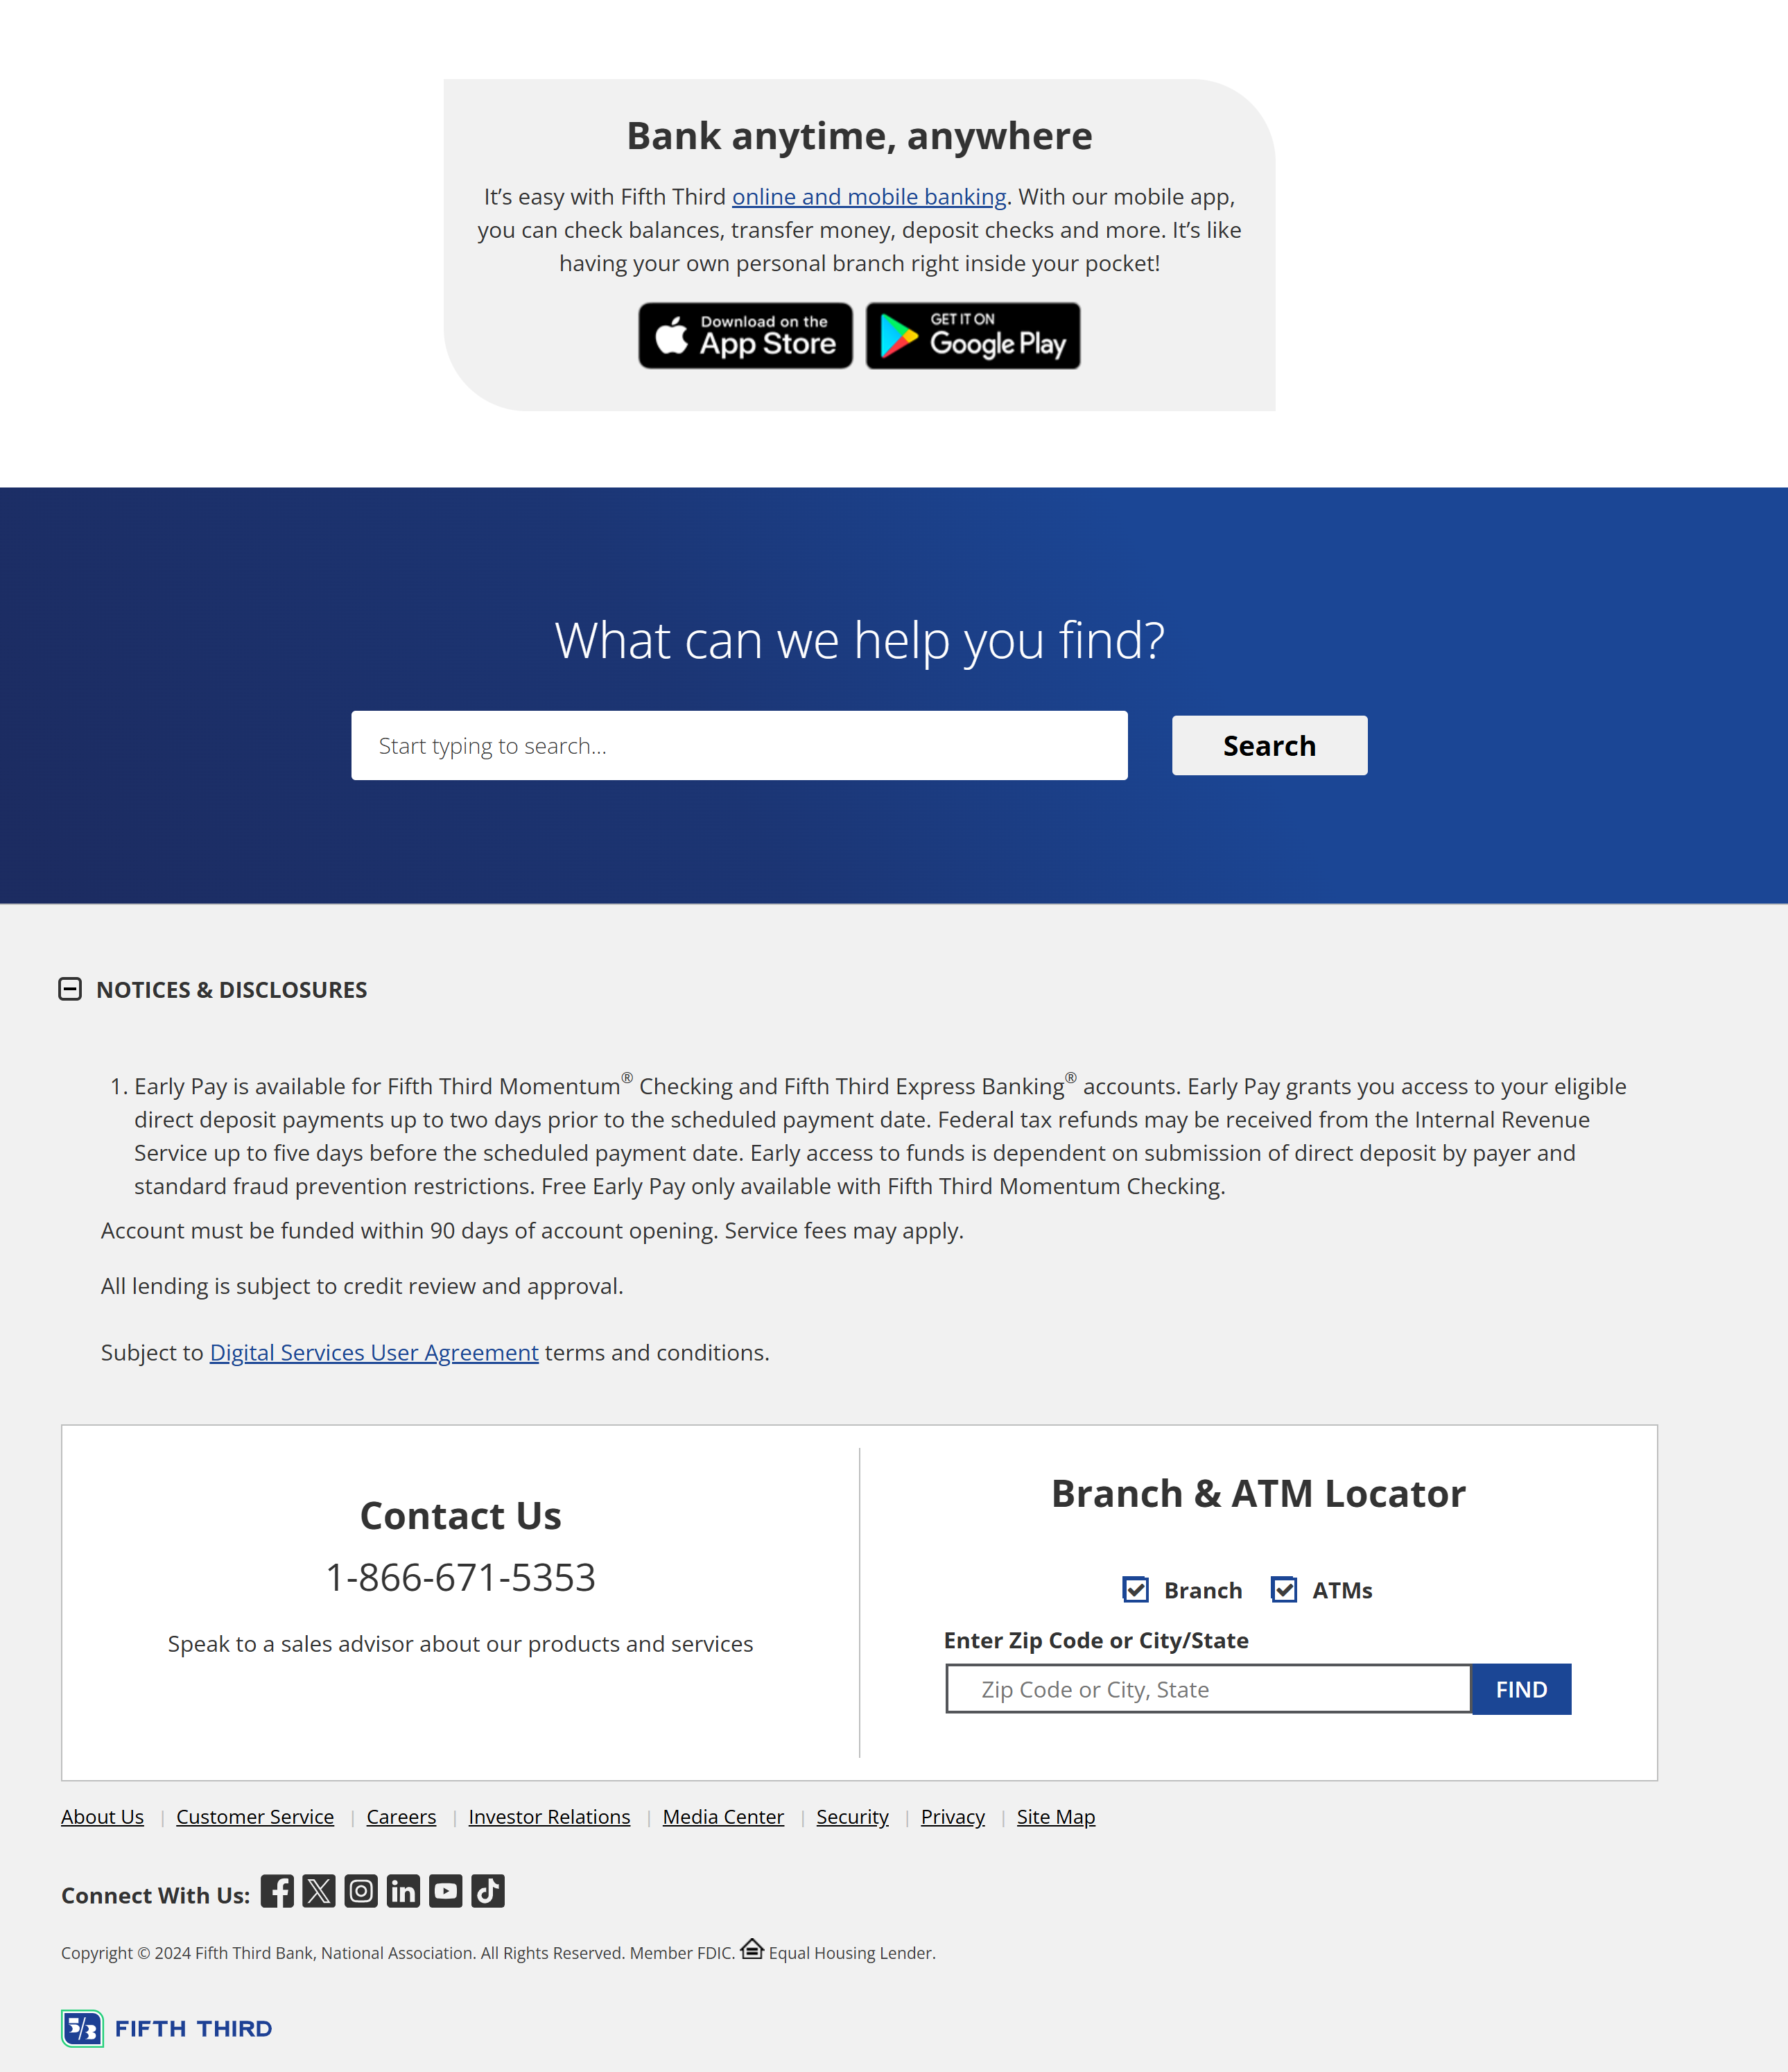 Bank anytime, anywhere
It’s easy with Fifth Third online and mobile banking. With our mobile app,
you can check balances, transfer money, deposit checks and more. It’s like
having your own personal branch right inside your pocket!
Download on the
App Store
GET IT ON
Google Play
What can we help you find?
Start typing to search...
Search
NOTICES & DISCLOSURES
1. Early Pay is available for Fifth Third Momentum® Checking and Fifth Third Express Banking® accounts. Early Pay grants you access to your eligible
direct deposit payments up to two days prior to the scheduled payment date. Federal tax refunds may be received from the Internal Revenue
Service up to five days before the scheduled payment date. Early access to funds is dependent on submission of direct deposit by payer and
standard fraud prevention restrictions. Free Early Pay only available with Fifth Third Momentum Checking.
Account must be funded within 90 days of account opening. Service fees may apply.
All lending is subject to credit review and approval.
Subject to Digital Services User Agreement terms and conditions.
Contact Us
1-866-671-5353
Speak to a sales advisor about our products and services
Branch & ATM Locator
Branch ATMs
Enter Zip Code or City/State
Zip Code or City, State
FIND
About Us | Customer Service | Careers | Investor Relations | Media Center | Security | Privacy | Site Map
Connect With Us:
Copyright © 2024 Fifth Third Bank, National Association. All Rights Reserved. Member FDIC. Equal Housing Lender.
5/3 FIFTH THIRD